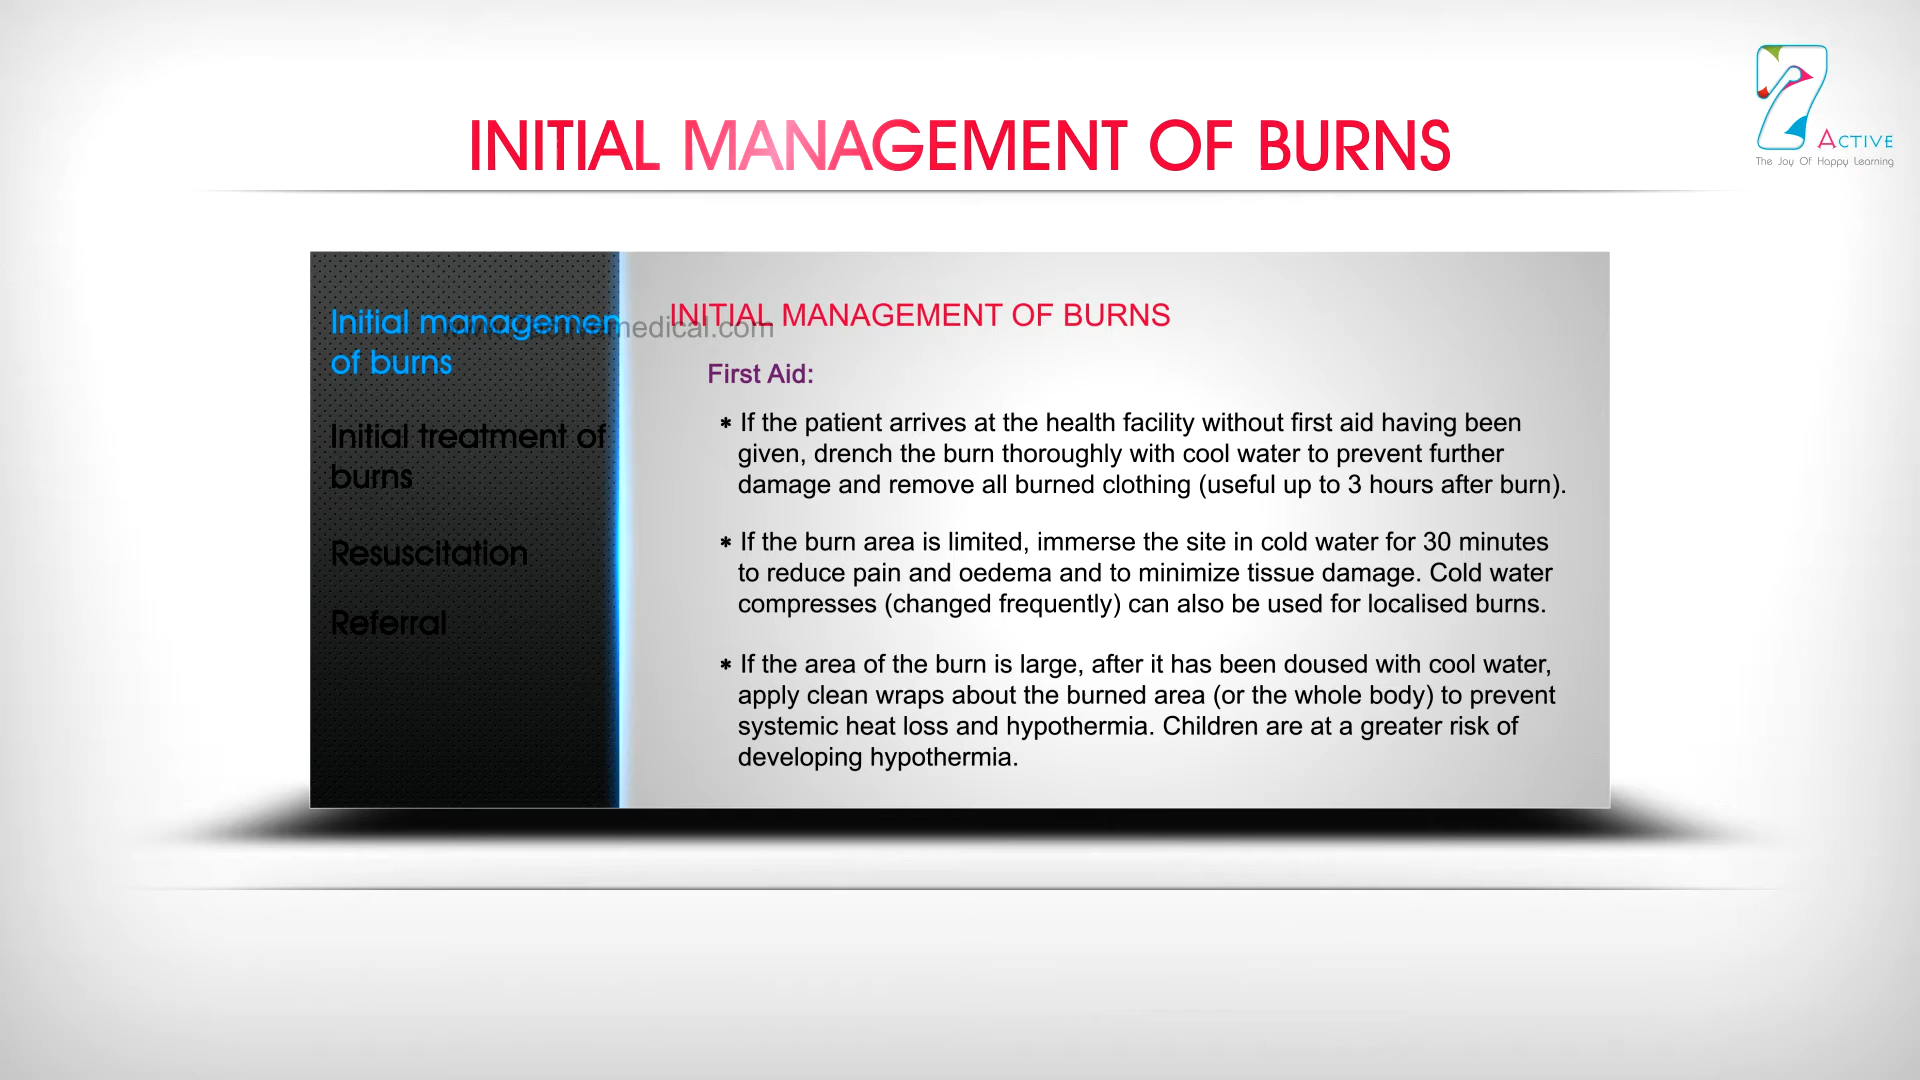 INITIAL MANAGEMENT OF BURNS
ACTIVE
The Joy Of Happy Learning
Initial managemen
of burns
Initial treatment of
burns
Resuscitation
Referral
medical.com
INITIAL MANAGEMENT OF BURNS
First Aid:
* If the patient arrives at the health facility without first aid having been
given, drench the burn thoroughly with cool water to prevent further
damage and remove all burned clothing (useful up to 3 hours after burn).
* If the burn area is limited, immerse the site in cold water for 30 minutes
to reduce pain and oedema and to minimize tissue damage. Cold water
compresses (changed frequently) can also be used for localised burns.
* If the area of the burn is large, after it has been doused with cool water,
apply clean wraps about the burned area (or the whole body) to prevent
systemic heat loss and hypothermia. Children are at a greater risk of
developing hypothermia.